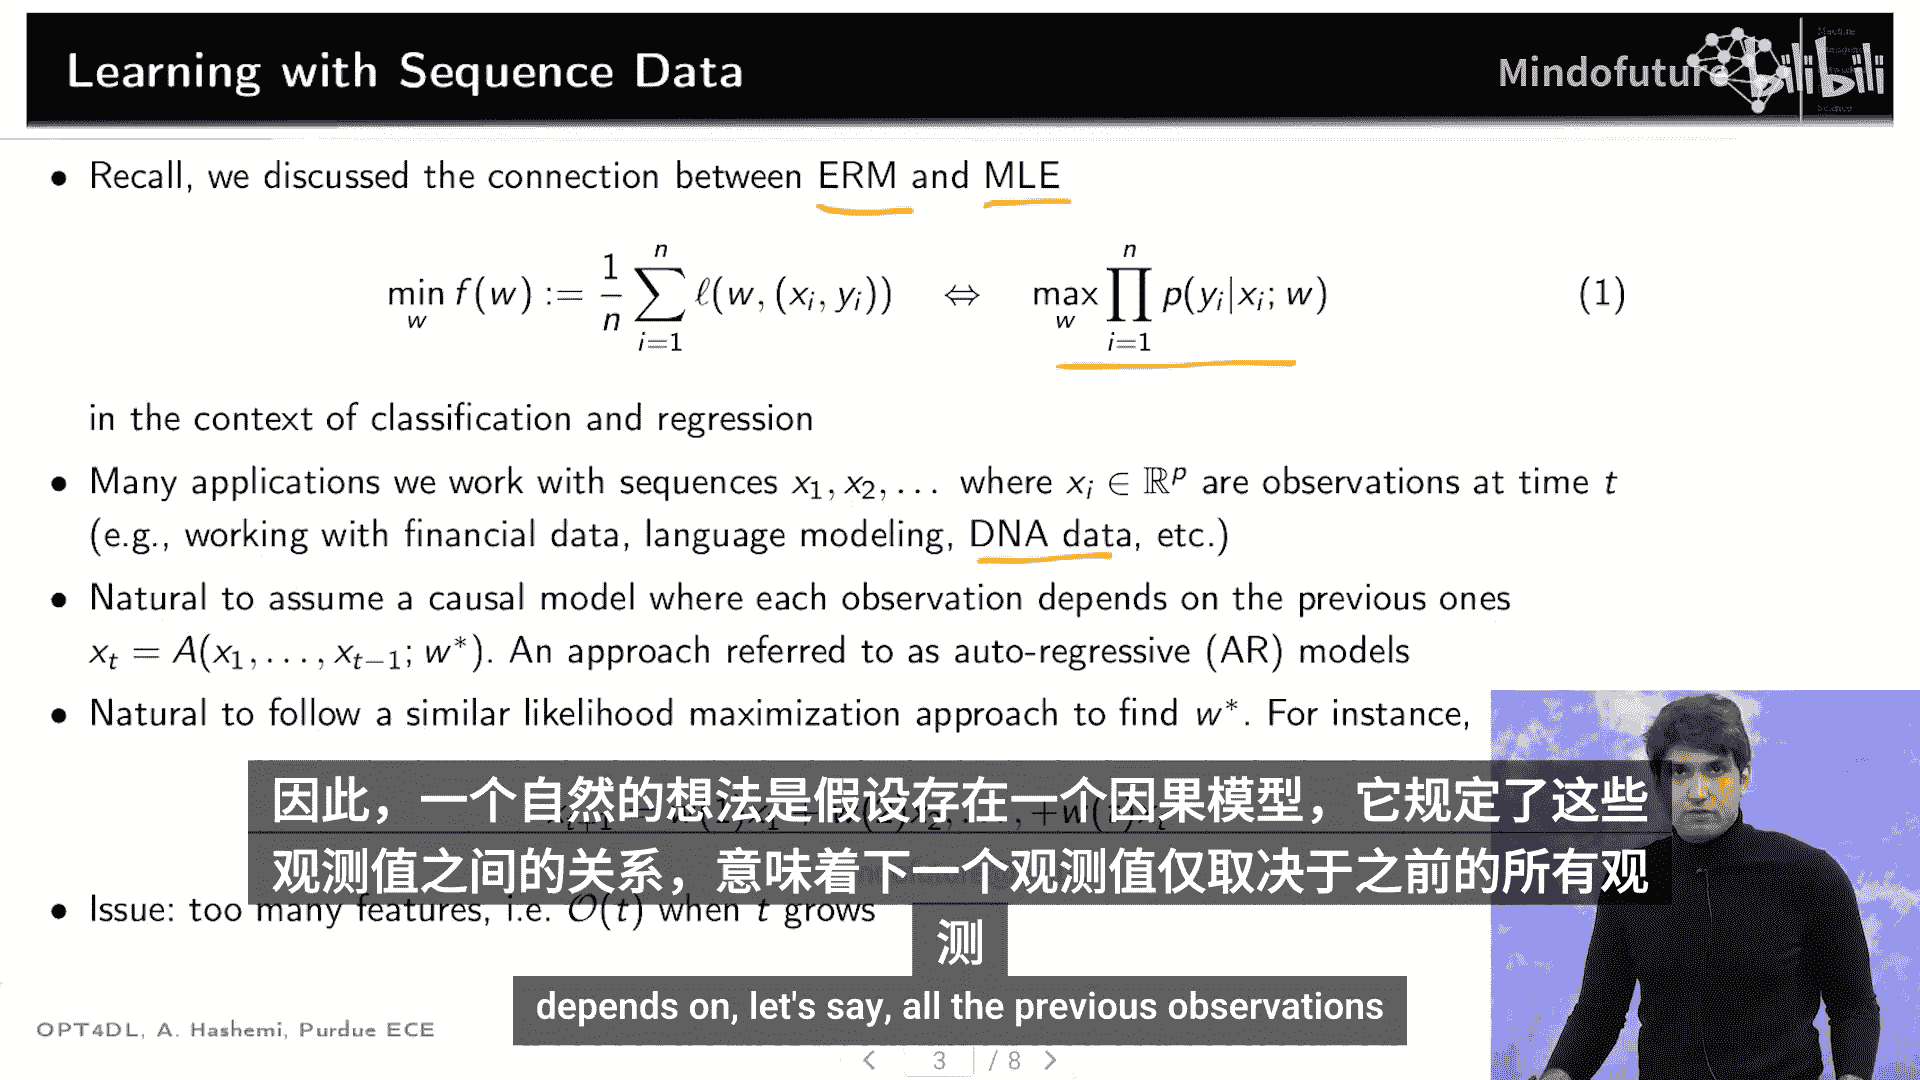 Learning with Sequence Data
Mindofuture
bilibili
• Recall, we discussed the connection between ERM and MLE
min_w f(w) := 1/n ∑_{i=1}^{n} ℓ(w, (x_i, y_i)) ⇔ max_w ∏_{i=1}^{n} p(y_i|x_i; w) (1)
in the context of classification and regression
• Many applications we work with sequences x_1, x_2, ... where x_i ∈ ℝ^p are observations at time t
(e.g., working with financial data, language modeling, DNA data, etc.)
• Natural to assume a causal model where each observation depends on the previous ones
x_t = A(x_1, ..., x_{t−1}; w*). An approach referred to as auto-regressive (AR) models
• Natural to follow a similar likelihood maximization approach to find w*. For instance,
因此，一个自然的想法是假设存在一个因果模型，它规定了这些
观测值之间的关系，意味着下一个观测值仅取决于之前的所有观
测
• Issue: too many features, i.e. O(t) when t grows
depends on, let's say, all the previous observations
OPT4DL, A. Hashemi, Purdue ECE
< 3 / 8 >